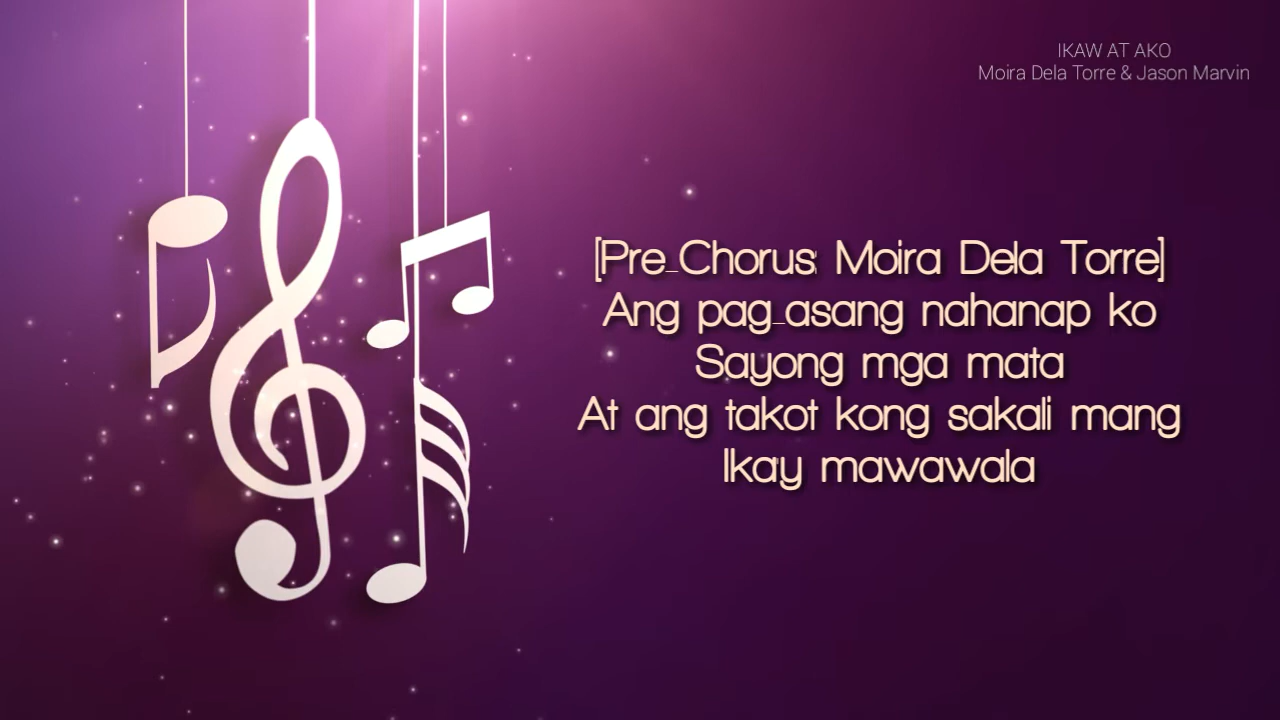 IKAW AT AKO
Moira Dela Torre & Jason Marvin
[Pre-Chorus: Moira Dela Torre]
Ang pag-asang nahanap ko
Sayong mga mata
At ang takot kong sakali mang
Ika'y mawawala